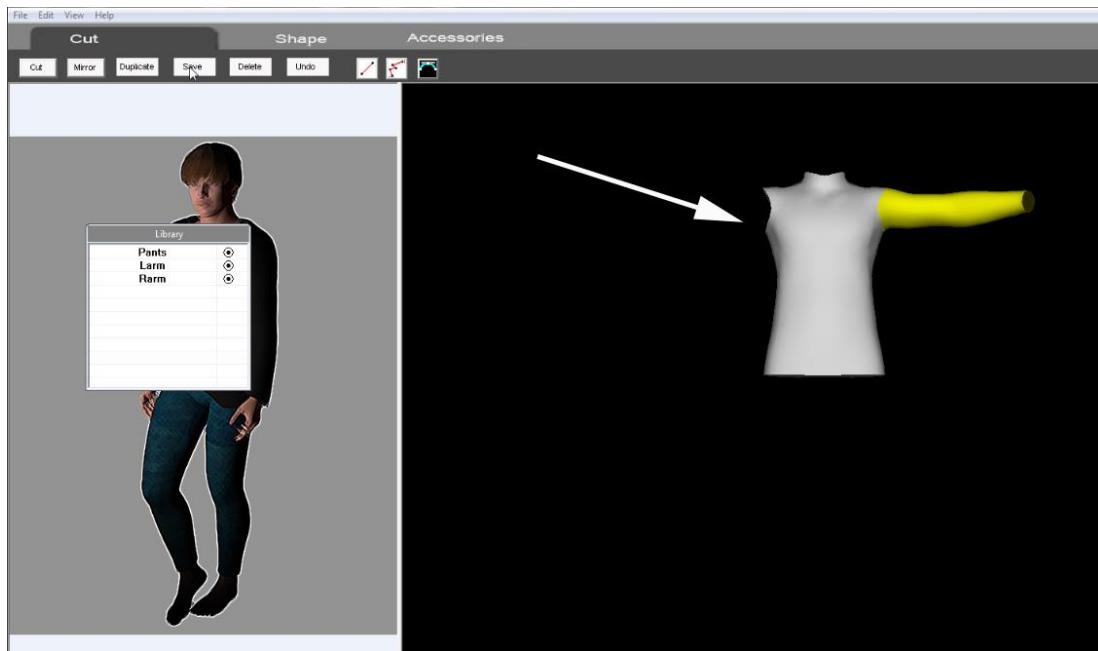 File Edit View Help
Cut Shape Accessories
Cut Mirror Duplicate Save Delete Undo
Library
Pants
Larm
Rarm